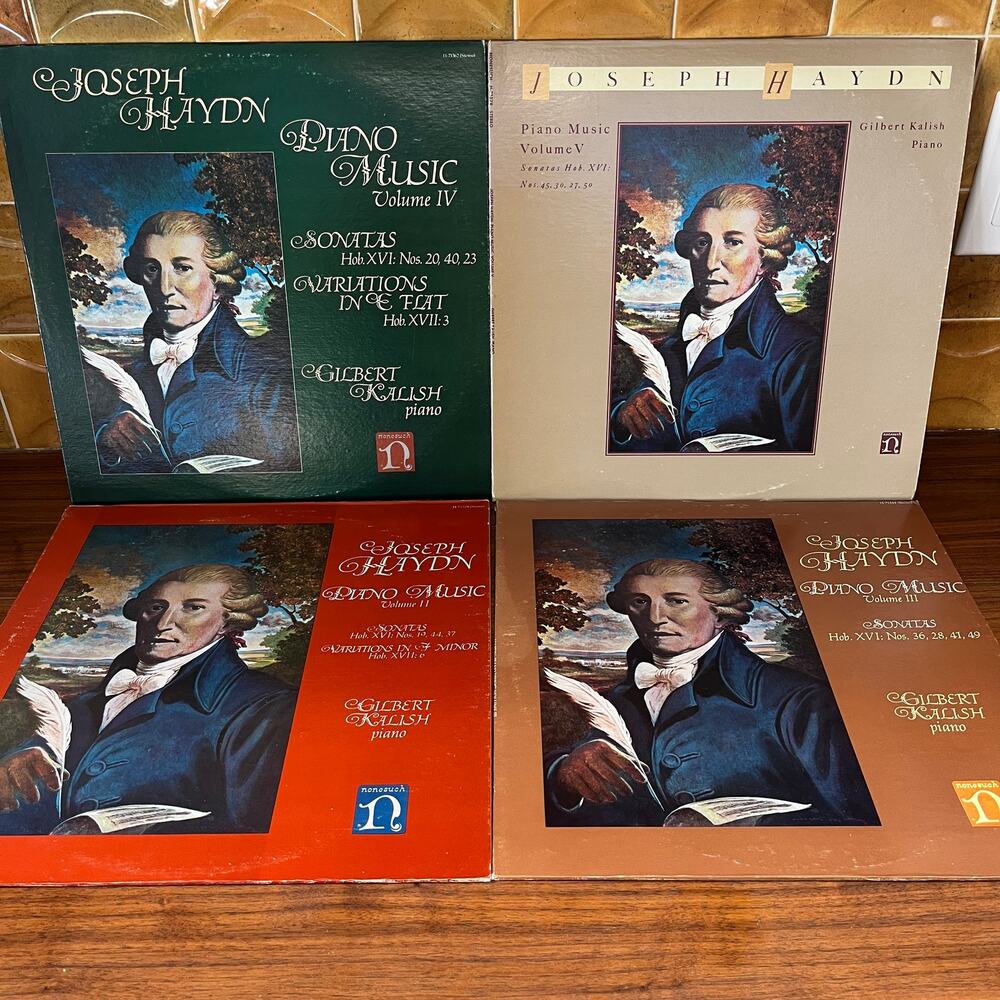 H-71362 (Stereo)
JOSEPH
HAYDN
PIANO
MUSIC
Volume IV
SONATAS
Hob. XVI: Nos. 20, 40, 23
VARIATIONS
IN E FLAT
Hob. XVII: 3
GILBERT
KALISH
piano
nonesuch
n
JOSEPH HAYDN
Piano Music
Volume V
Sonatas Hob. XVI:
Nos. 45, 30, 27, 50
Gilbert Kalish
Piano
nonesuch
n
JOSEPH
HAYDN
PIANO MUSIC
Volume II
SONATAS
Hob. XVI: Nos. 19, 44, 37
VARIATIONS IN F MINOR
Hob. XVII: 6
GILBERT
KALISH
piano
nonesuch
n
JOSEPH
HAYDN
PIANO MUSIC
Volume III
SONATAS
Hob. XVI: Nos. 36, 28, 41, 49
GILBERT
KALISH
piano
nonesuch
n